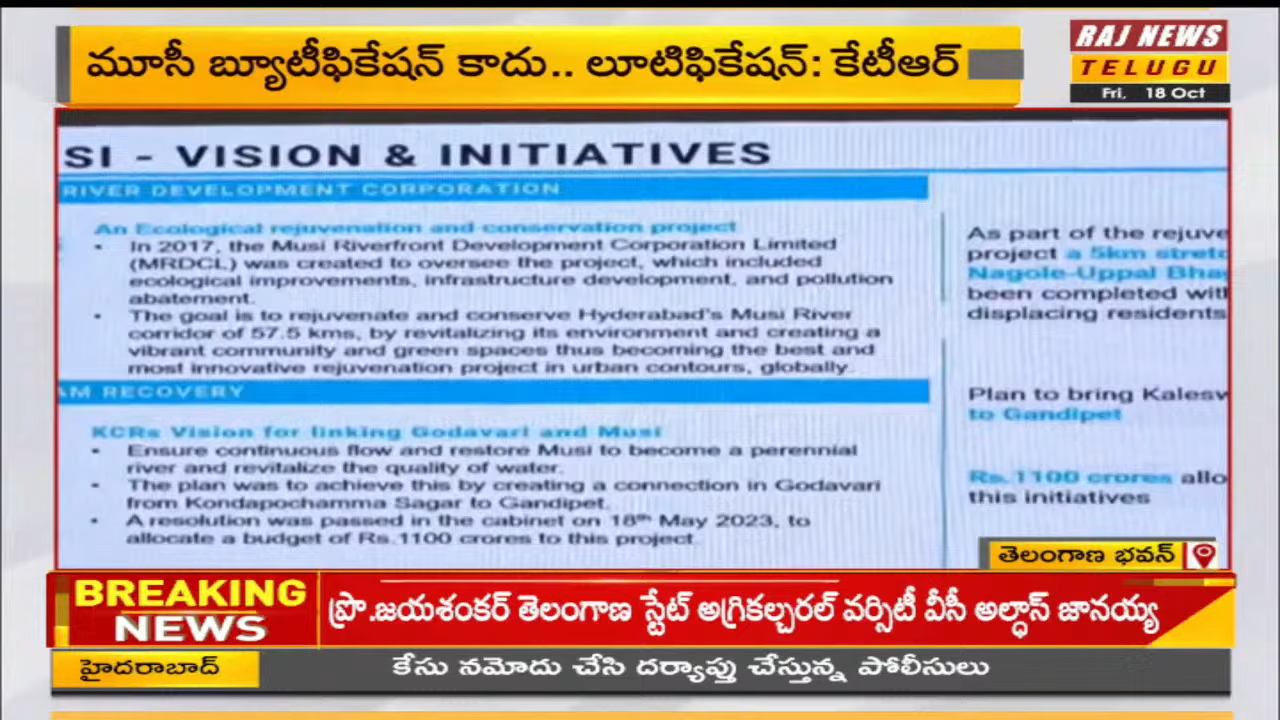 మూసీ బ్యూటీఫికేషన్ కాదు.. లూటిఫికేషన్: కేటీఆర్
RAJ NEWS
TELUGU
Fri, 18 Oct
SI - VISION & INITIATIVES
RIVER DEVELOPMENT CORPORATION
An Ecological rejuvenation and conservation project
• In 2017, the Musi Riverfront Development Corporation Limited
(MRDCL) was created to oversee the project, which included
ecological improvements, infrastructure development, and pollution
abatement.
• The goal is to rejuvenate and conserve Hyderabad's Musi River
corridor of 57.5 kms, by revitalizing its environment and creating a
vibrant community and green spaces thus becoming the best and
most innovative rejuvenation project in urban contours, globally.
As part of the rejuve
project a 5km stretc
Nagole-Uppal Bha
been completed with
displacing residents
AM RECOVERY
KCRs Vision for linking Godavari and Musi
• Ensure continuous flow and restore Musi to become a perennial
river and revitalize the quality of water.
• The plan was to achieve this by creating a connection in Godavari
from Kondapochamma Sagar to Gandipet.
• A resolution was passed in the cabinet on 18th May 2023, to
allocate a budget of Rs.1100 crores to this project.
Plan to bring Kalesw
to Gandipet
Rs.1100 crores allo
this initiatives
తెలంగాణ భవన్
BREAKING
NEWS
ప్రొ.జయశంకర్ తెలంగాణ స్టేట్ అగ్రికల్చరల్ వర్సిటీ వీసీ అల్దాస్ జానయ్య
హైదరాబాద్
కేసు నమోదు చేసి దర్యాప్తు చేస్తున్న పోలీసులు